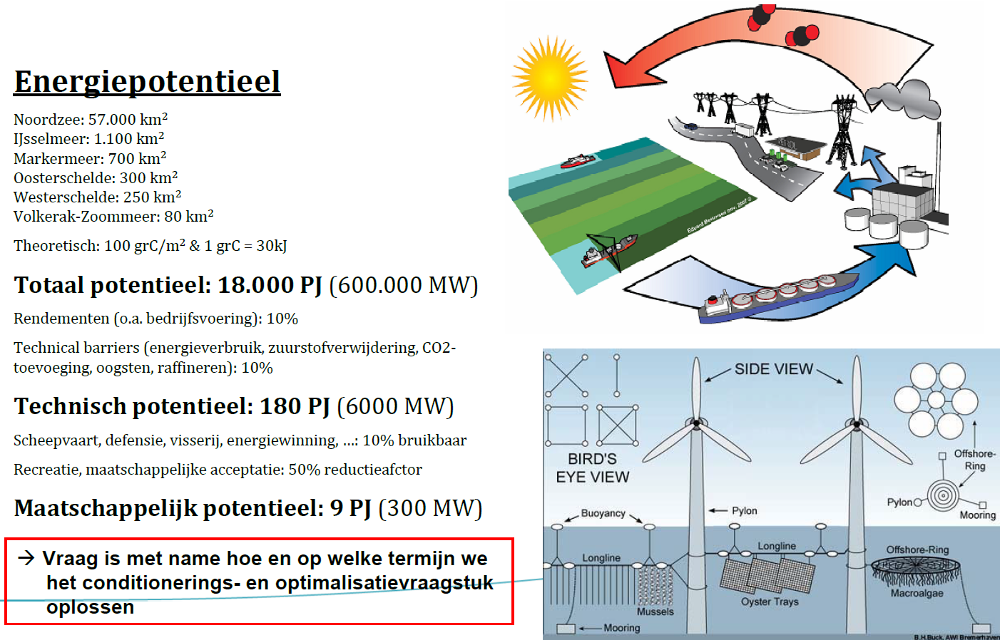 Energiepotentieel
Noordzee: 57.000 km²
IJsselmeer: 1.100 km²
Markermeer: 700 km²
Oosterschelde: 300 km²
Westerschelde: 250 km²
Volkerak-Zoommeer: 80 km²
Theoretisch: 100 grC/m² & 1 grC = 30kJ
Totaal potentieel: 18.000 PJ (600.000 MW)
Rendementen (o.a. bedrijfsvoering): 10%
Technical barriers (energieverbruik, zuurstofverwijdering, CO2-
toevoeging, oogsten, raffineren): 10%
Technisch potentieel: 180 PJ (6000 MW)
Scheepvaart, defensie, visserij, energiewinning, ...: 10% bruikbaar
Recreatie, maatschappelijke acceptatie: 50% reductieafctor
Maatschappelijk potentieel: 9 PJ (300 MW)
→ Vraag is met name hoe en op welke termijn we
het conditionerings- en optimalisatievraagstuk
oplossen
PETROL
nov. 2007 ©
SIDE VIEW
BIRD'S
EYE VIEW
Offshore-
Ring
Pylon
Mooring
Buoyancy
Pylon
Longline
Longline
Offshore-Ring
Macroalgae
Oyster Trays
Mussels
Mooring
B.H.Buck, AWI Bremerhaven